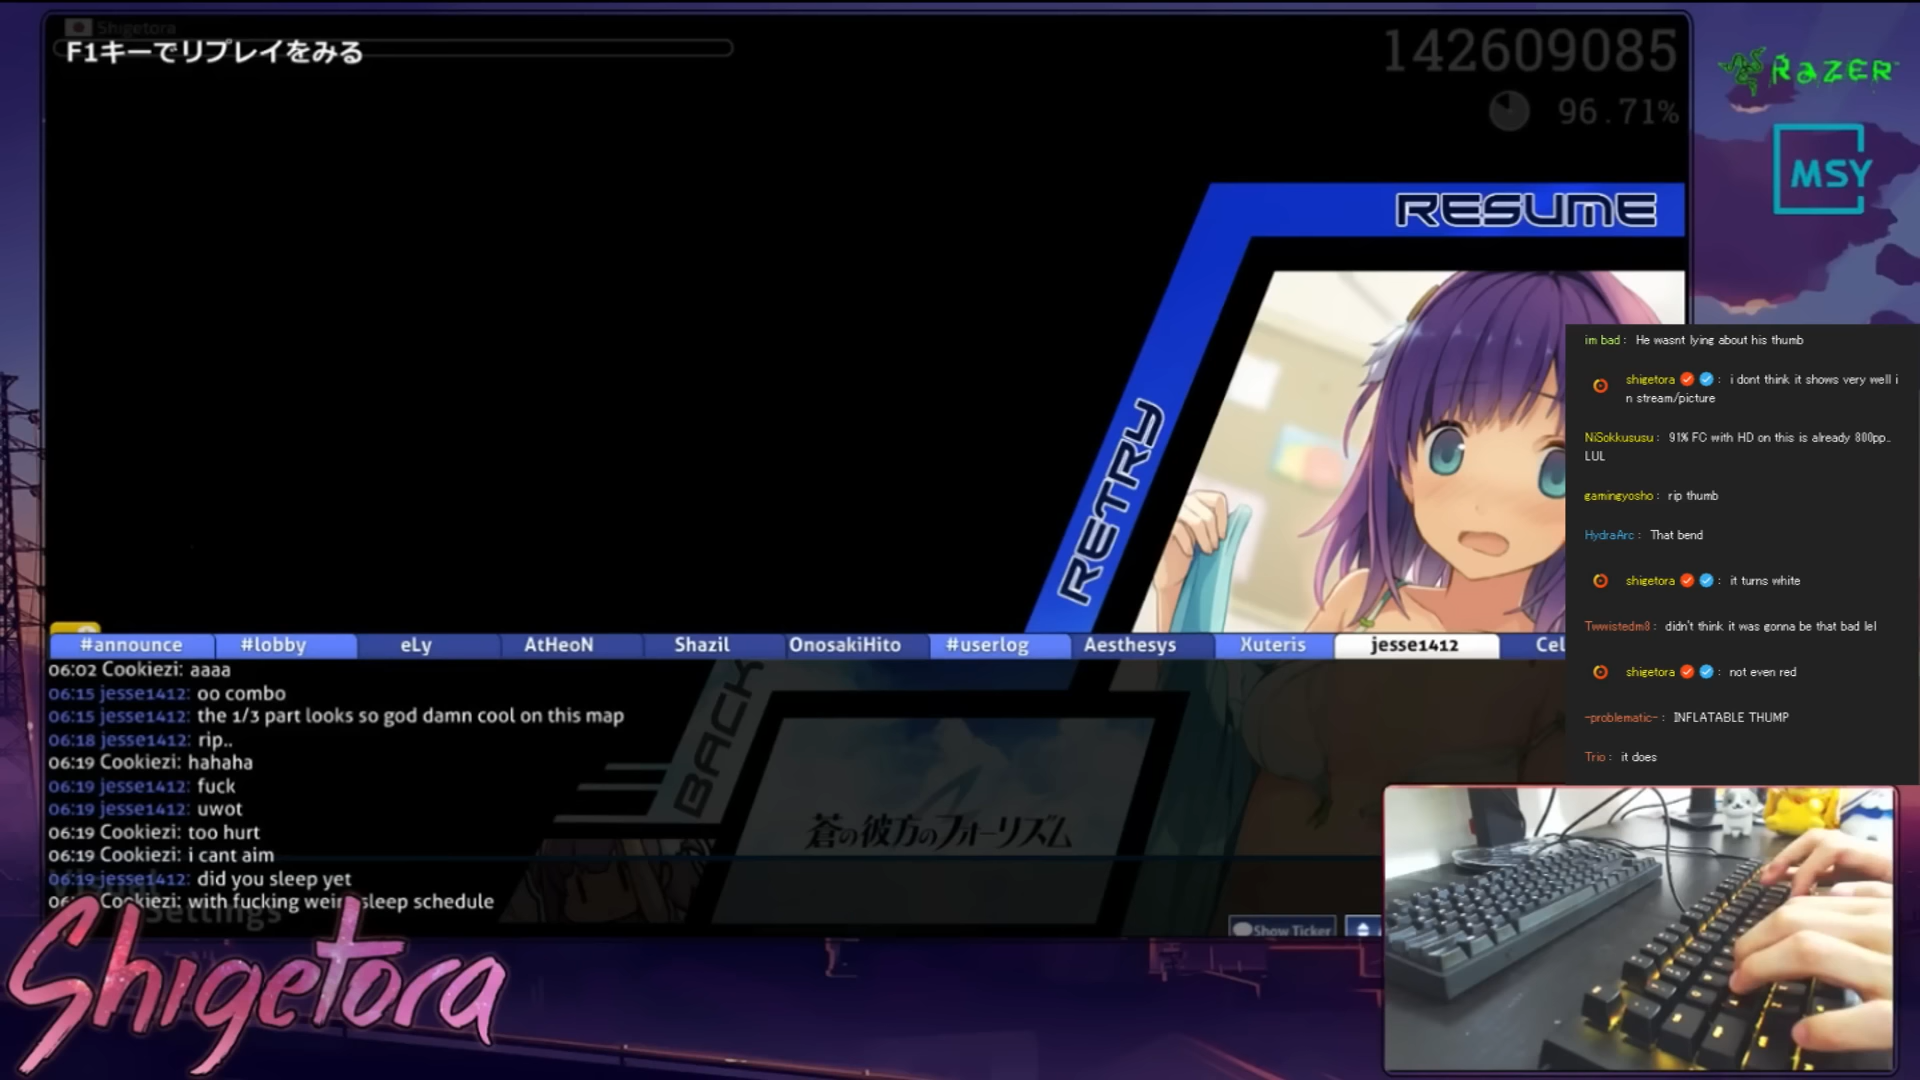 Shigetora
F1キーでリプレイをみる
142609085
96.71%
RAZER
MSY
RESUME
RETRY
im bad : He wasnt lying about his thumb
shigetora : i dont think it shows very well i
n stream/picture
NiSokkususu : 91% FC with HD on this is already 800pp..
LUL
gamingyosho : rip thumb
HydraArc : That bend
shigetora : it turns white
Twwistedm8 : didn't think it was gonna be that bad lel
shigetora : not even red
-problematic- : INFLATABLE THUMP
Trio : it does
#announce #lobby eLy AtHeoN Shazil OnosakiHito #userlog Aesthesys Xuteris jesse1412 Cel
06:02 Cookiezi: aaaa
06:15 jesse1412: oo combo
06:15 jesse1412: the 1/3 part looks so god damn cool on this map
06:18 jesse1412: rip..
06:19 Cookiezi: hahaha
06:19 jesse1412: fuck
06:19 jesse1412: uwot
06:19 Cookiezi: too hurt
06:19 Cookiezi: i cant aim
06:19 jesse1412: did you sleep yet
06: Cookiezi: with fucking weird sleep schedule
BACK
蒼の彼方のフォーリズム
Settings
Show Ticker
Shigetora